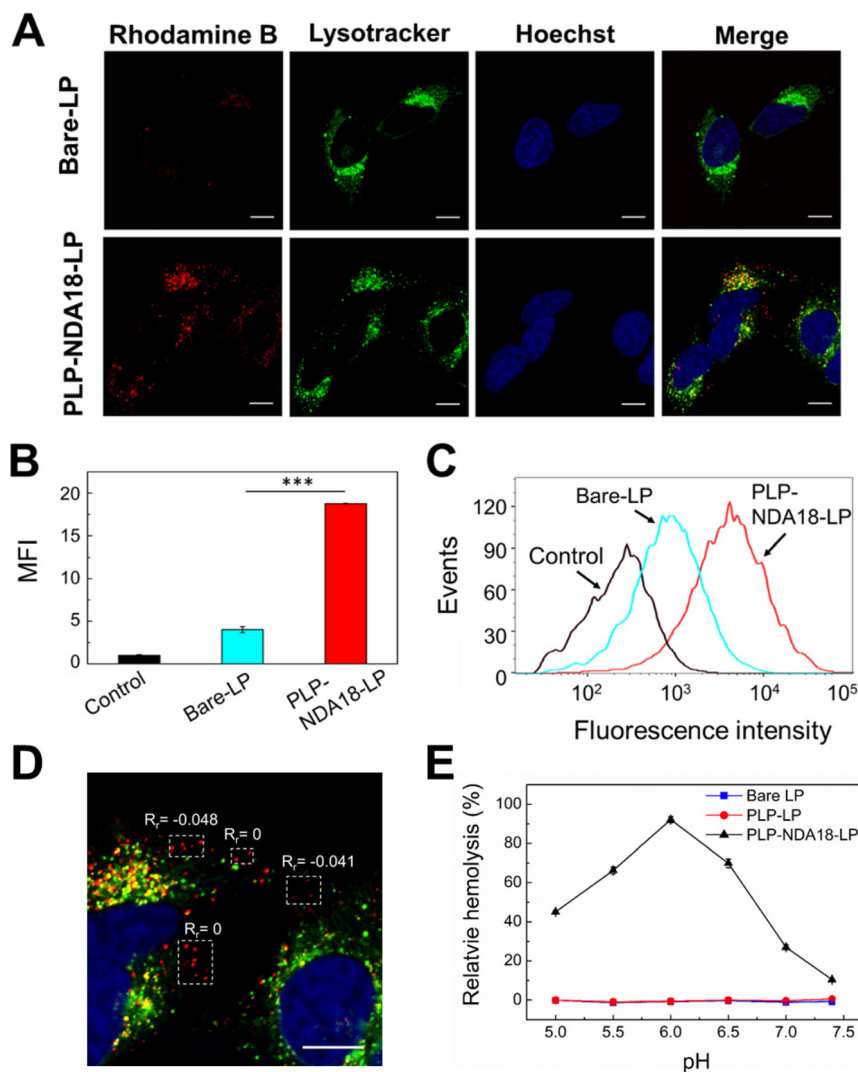 A
Rhodamine B Lysotracker Hoechst Merge
Bare-LP
PLP-NDA18-LP
B
MFI
20
15
10
5
0
***
Control
Bare-LP
PLP-
NDA18-LP
C
Events
120
90
60
30
0
Control
Bare-LP
PLP-
NDA18-LP
10² 10³ 10⁴ 10⁵
Fluorescence intensity
D
Rr= -0.048
Rr= 0
Rr= -0.041
Rr= 0
E
Relatvie hemolysis (%)
100
80
60
40
20
0
Bare LP
PLP-LP
PLP-NDA18-LP
5.0 5.5 6.0 6.5 7.0 7.5
pH